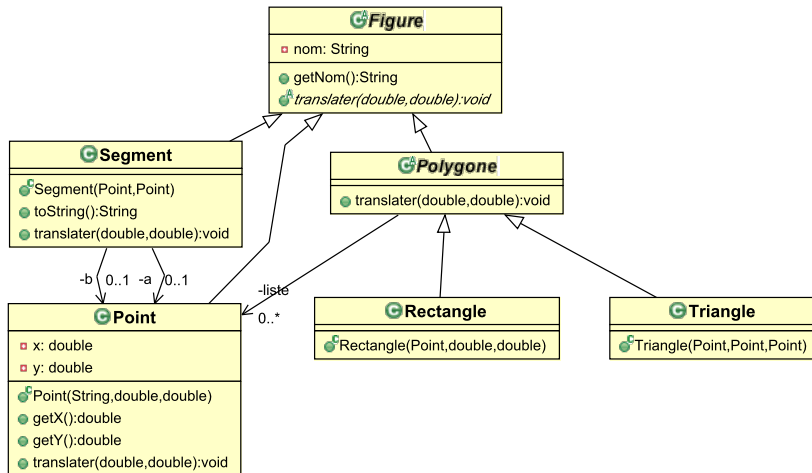 Figure
nom: String
getNom():String
translater(double,double):void
Segment
Segment(Point,Point)
toString():String
translater(double,double):void
Polygone
translater(double,double):void
-b
0..1
-a
0..1
-liste
0..*
Point
x: double
y: double
Point(String,double,double)
getX():double
getY():double
translater(double,double):void
Rectangle
Rectangle(Point,double,double)
Triangle
Triangle(Point,Point,Point)